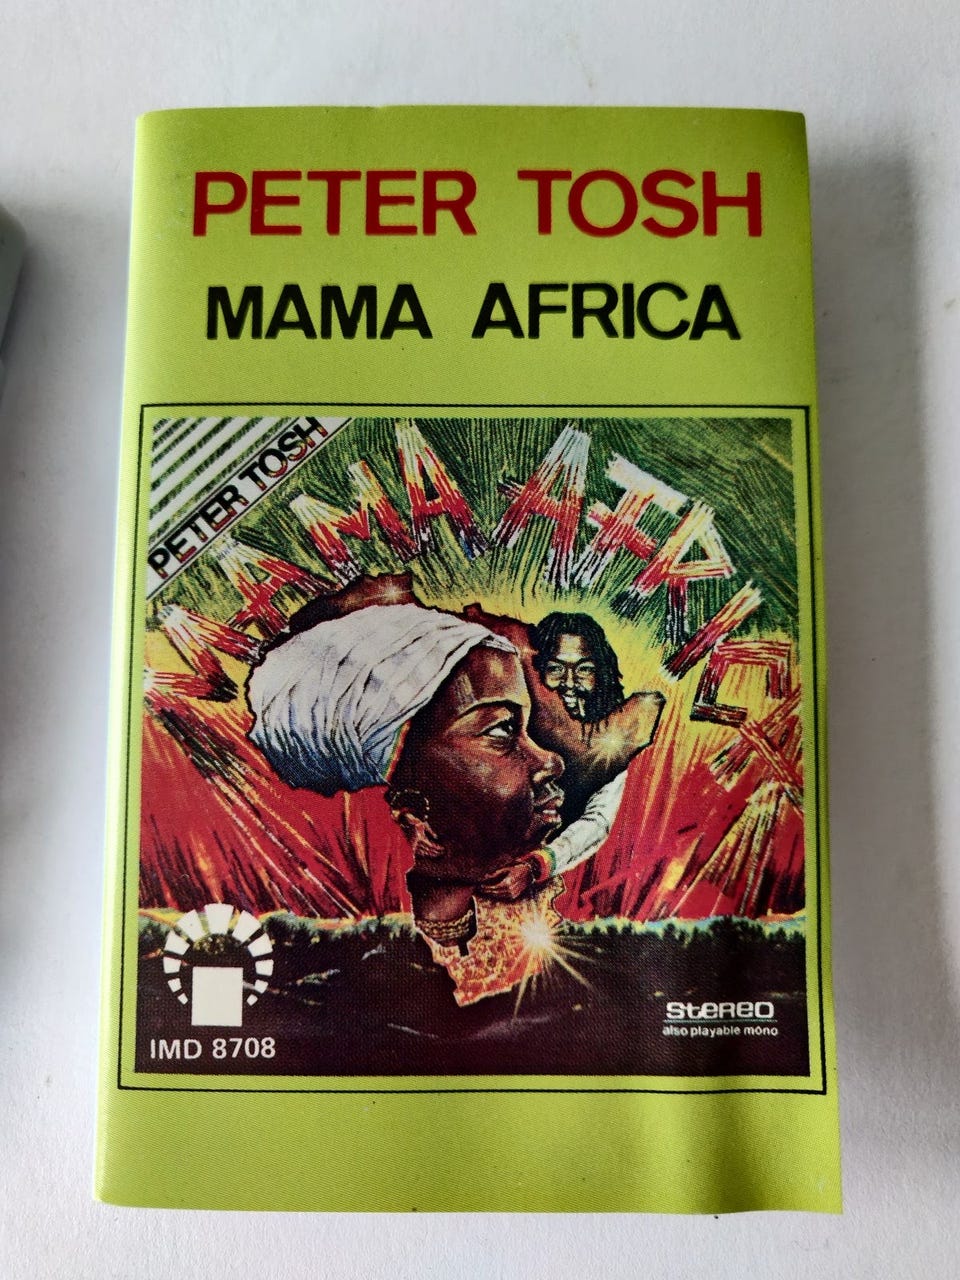 PETER TOSH
MAMA AFRICA
PETER TOSH
MAMA AFRICA
IMD 8708
STEREO
also playable mono